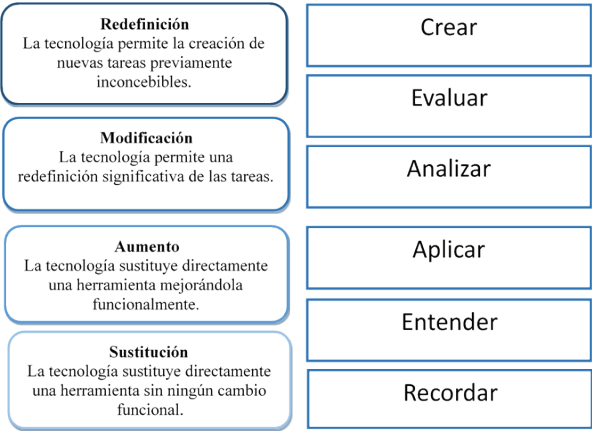 Redefinición
La tecnología permite la creación de
nuevas tareas previamente
inconcebibles.
Modificación
La tecnología permite una
redefinición significativa de las tareas.
Aumento
La tecnología sustituye directamente
una herramienta mejorándola
funcionalmente.
Sustitución
La tecnología sustituye directamente
una herramienta sin ningún cambio
funcional.
Crear
Evaluar
Analizar
Aplicar
Entender
Recordar